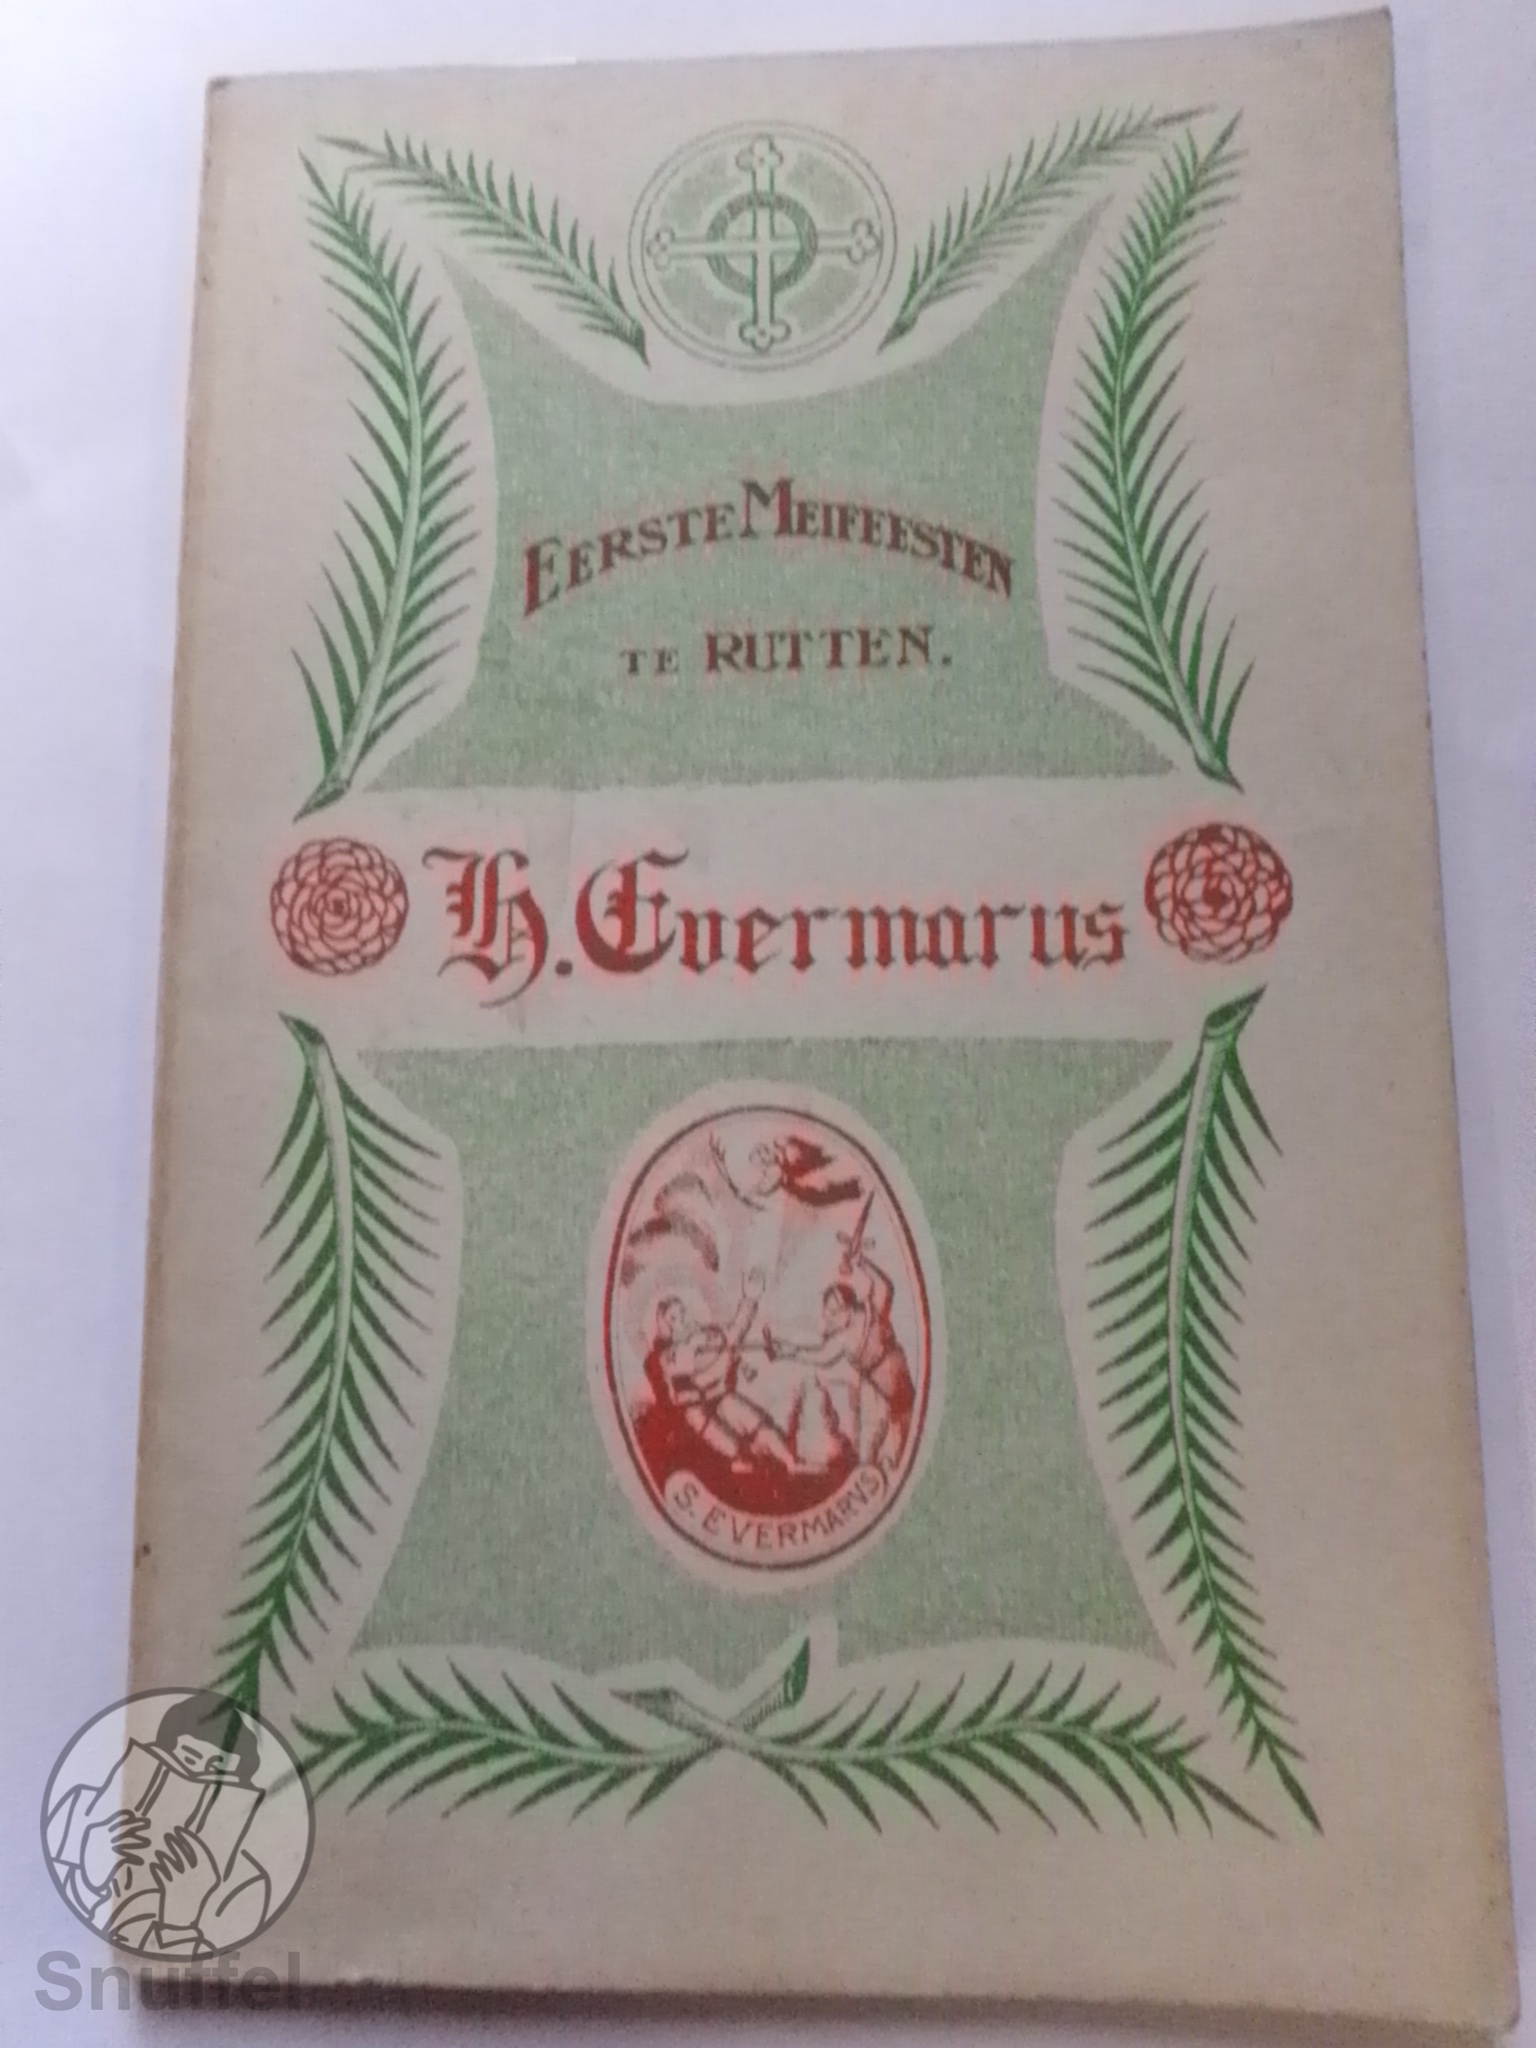 EERSTE MEIFEESTEN
TE RUTTEN.
H. Evermarus
S. EVERMARVS
Snuffel